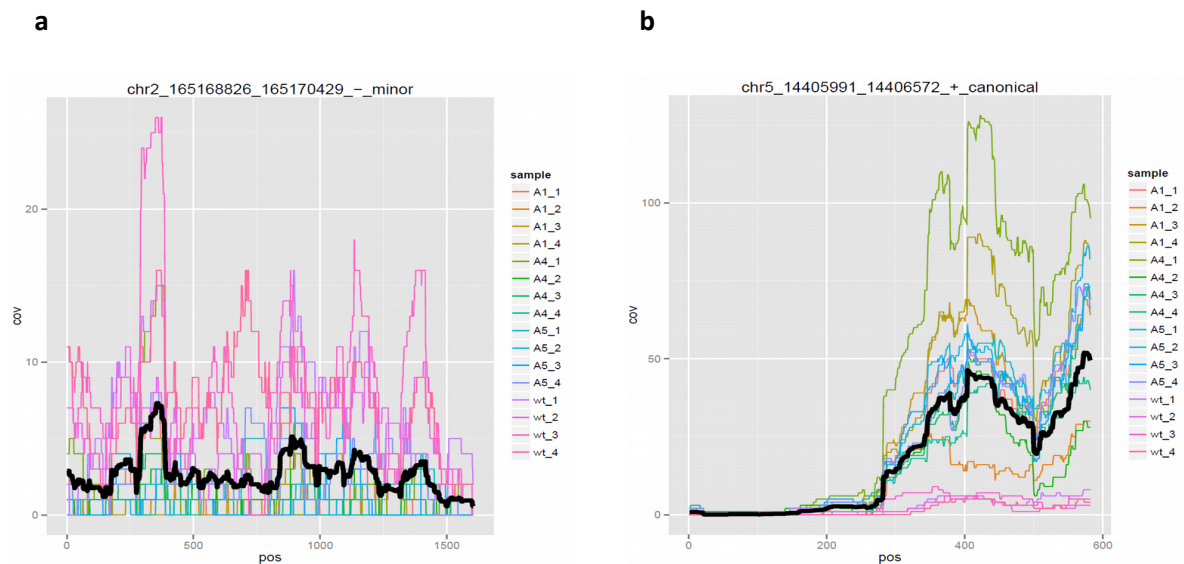 a
b
chr2_165168826_165170429_−_minor
20
10
0
cov
0
500
1000
1500
pos
sample
A1_1
A1_2
A1_3
A1_4
A4_1
A4_2
A4_3
A4_4
A5_1
A5_2
A5_3
A5_4
wt_1
wt_2
wt_3
wt_4
chr5_14405991_14406572_+_canonical
100
50
0
cov
0
200
400
600
pos
sample
A1_1
A1_2
A1_3
A1_4
A4_1
A4_2
A4_3
A4_4
A5_1
A5_2
A5_3
A5_4
wt_1
wt_2
wt_3
wt_4